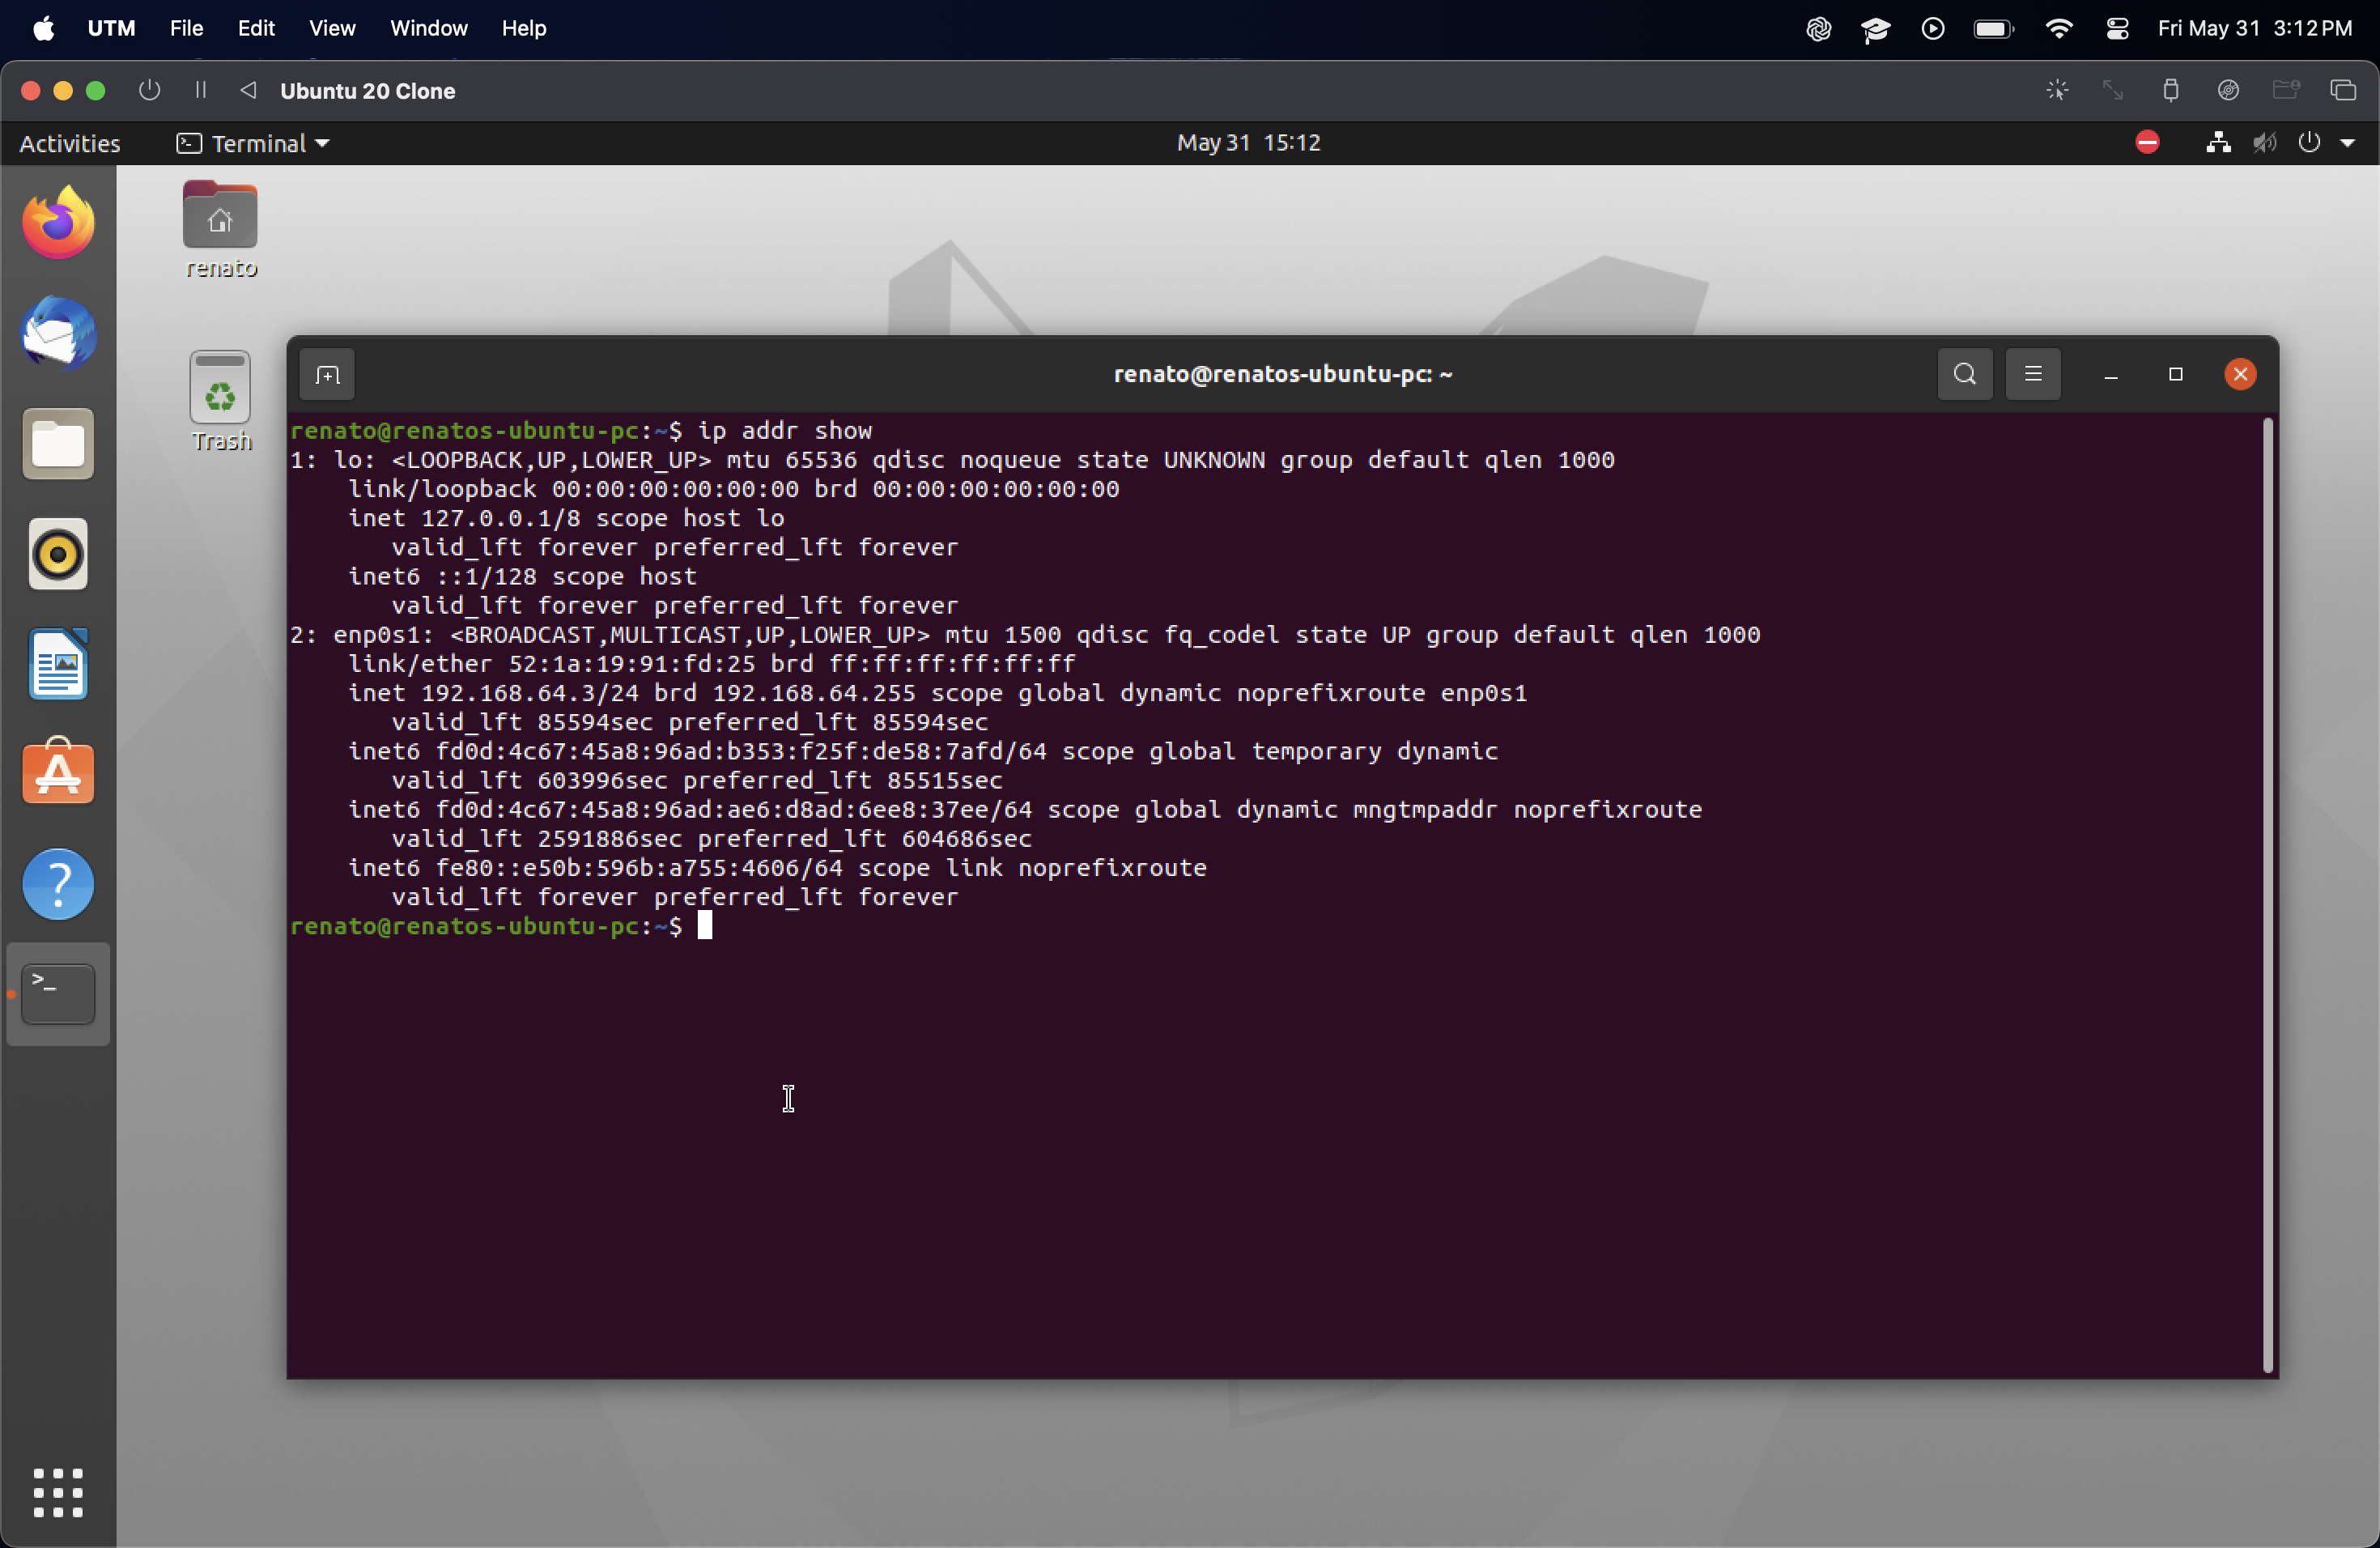 UTM File Edit View Window Help Fri May 31 3:12 PM
Ubuntu 20 Clone
Activities Terminal May 31 15:12
renato
Trash
renato@renatos-ubuntu-pc: ~
renato@renatos-ubuntu-pc:~$ ip addr show
1: lo: <LOOPBACK,UP,LOWER_UP> mtu 65536 qdisc noqueue state UNKNOWN group default qlen 1000
link/loopback 00:00:00:00:00:00 brd 00:00:00:00:00:00
inet 127.0.0.1/8 scope host lo
valid_lft forever preferred_lft forever
inet6 ::1/128 scope host
valid_lft forever preferred_lft forever
2: enp0s1: <BROADCAST,MULTICAST,UP,LOWER_UP> mtu 1500 qdisc fq_codel state UP group default qlen 1000
link/ether 52:1a:19:91:fd:25 brd ff:ff:ff:ff:ff:ff
inet 192.168.64.3/24 brd 192.168.64.255 scope global dynamic noprefixroute enp0s1
valid_lft 85594sec preferred_lft 85594sec
inet6 fd0d:4c67:45a8:96ad:b353:f25f:de58:7afd/64 scope global temporary dynamic
valid_lft 603996sec preferred_lft 85515sec
inet6 fd0d:4c67:45a8:96ad:ae6:d8ad:6ee8:37ee/64 scope global dynamic mngtmpaddr noprefixroute
valid_lft 2591886sec preferred_lft 604686sec
inet6 fe80::e50b:596b:a755:4606/64 scope link noprefixroute
valid_lft forever preferred_lft forever
renato@renatos-ubuntu-pc:~$